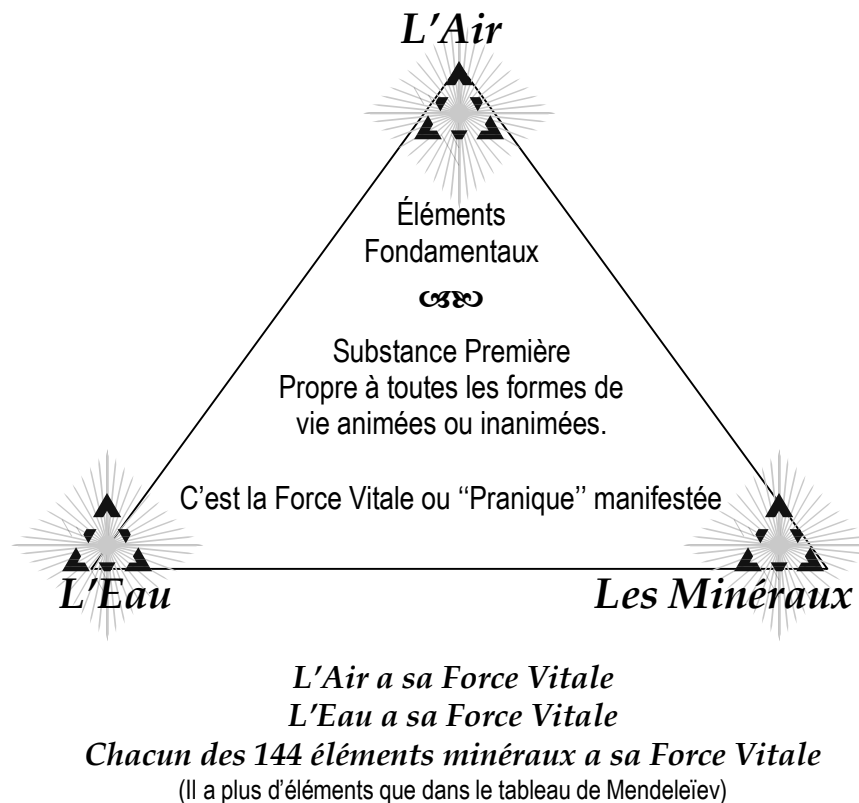 L'Air
Éléments
Fondamentaux
Substance Première
Propre à toutes les formes de
vie animées ou inanimées.
C'est la Force Vitale ou ‘‘Pranique’’ manifestée
L'Eau
Les Minéraux
L'Air a sa Force Vitale
L'Eau a sa Force Vitale
Chacun des 144 éléments minéraux a sa Force Vitale
(Il a plus d'éléments que dans le tableau de Mendeleïev)